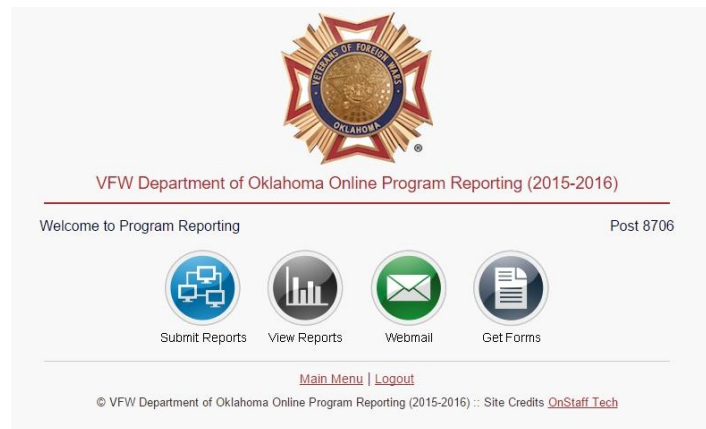 VETERANS OF FOREIGN WARS
OKLAHOMA
®
VFW Department of Oklahoma Online Program Reporting (2015-2016)
Welcome to Program Reporting Post 8706
Submit Reports View Reports Webmail Get Forms
Main Menu | Logout
© VFW Department of Oklahoma Online Program Reporting (2015-2016) :: Site Credits OnStaff Tech